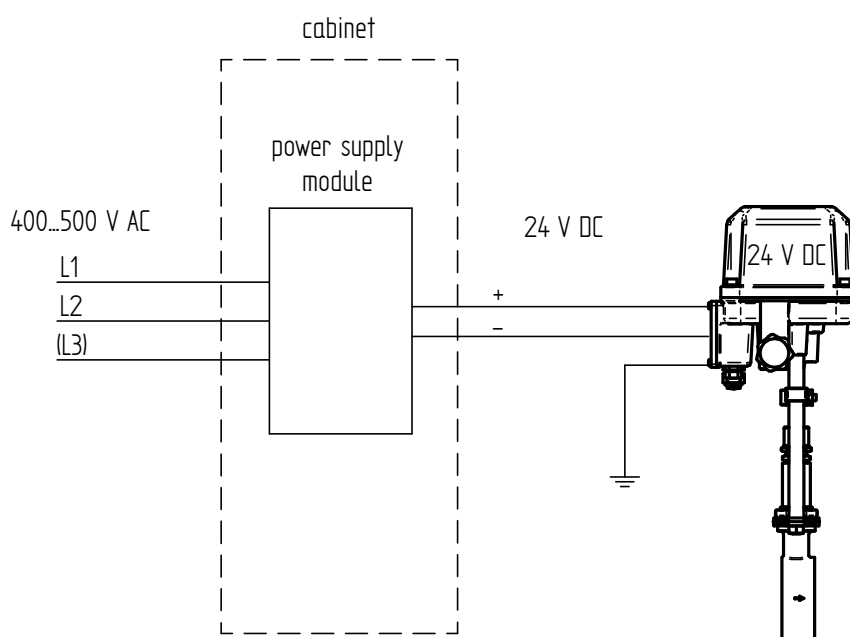 cabinet
power supply
module
400...500 V AC
24 V DC
24 V DC
L1
L2
(L3)
+
−